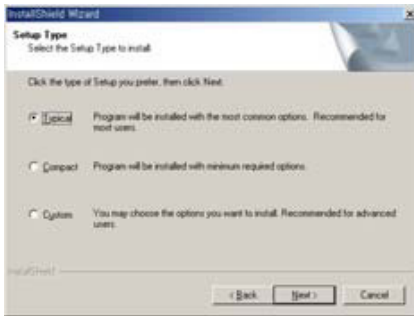 InstallShield Wizard
Setup Type
Select the Setup Type to install.
Click the type of Setup you prefer, then click Next.
Typical
Program will be installed with the most common options. Recommended for
most users.
Compact
Program will be installed with minimum required options.
Custom
You may choose the options you want to install. Recommended for advanced
users.
InstallShield
< Back
Next >
Cancel